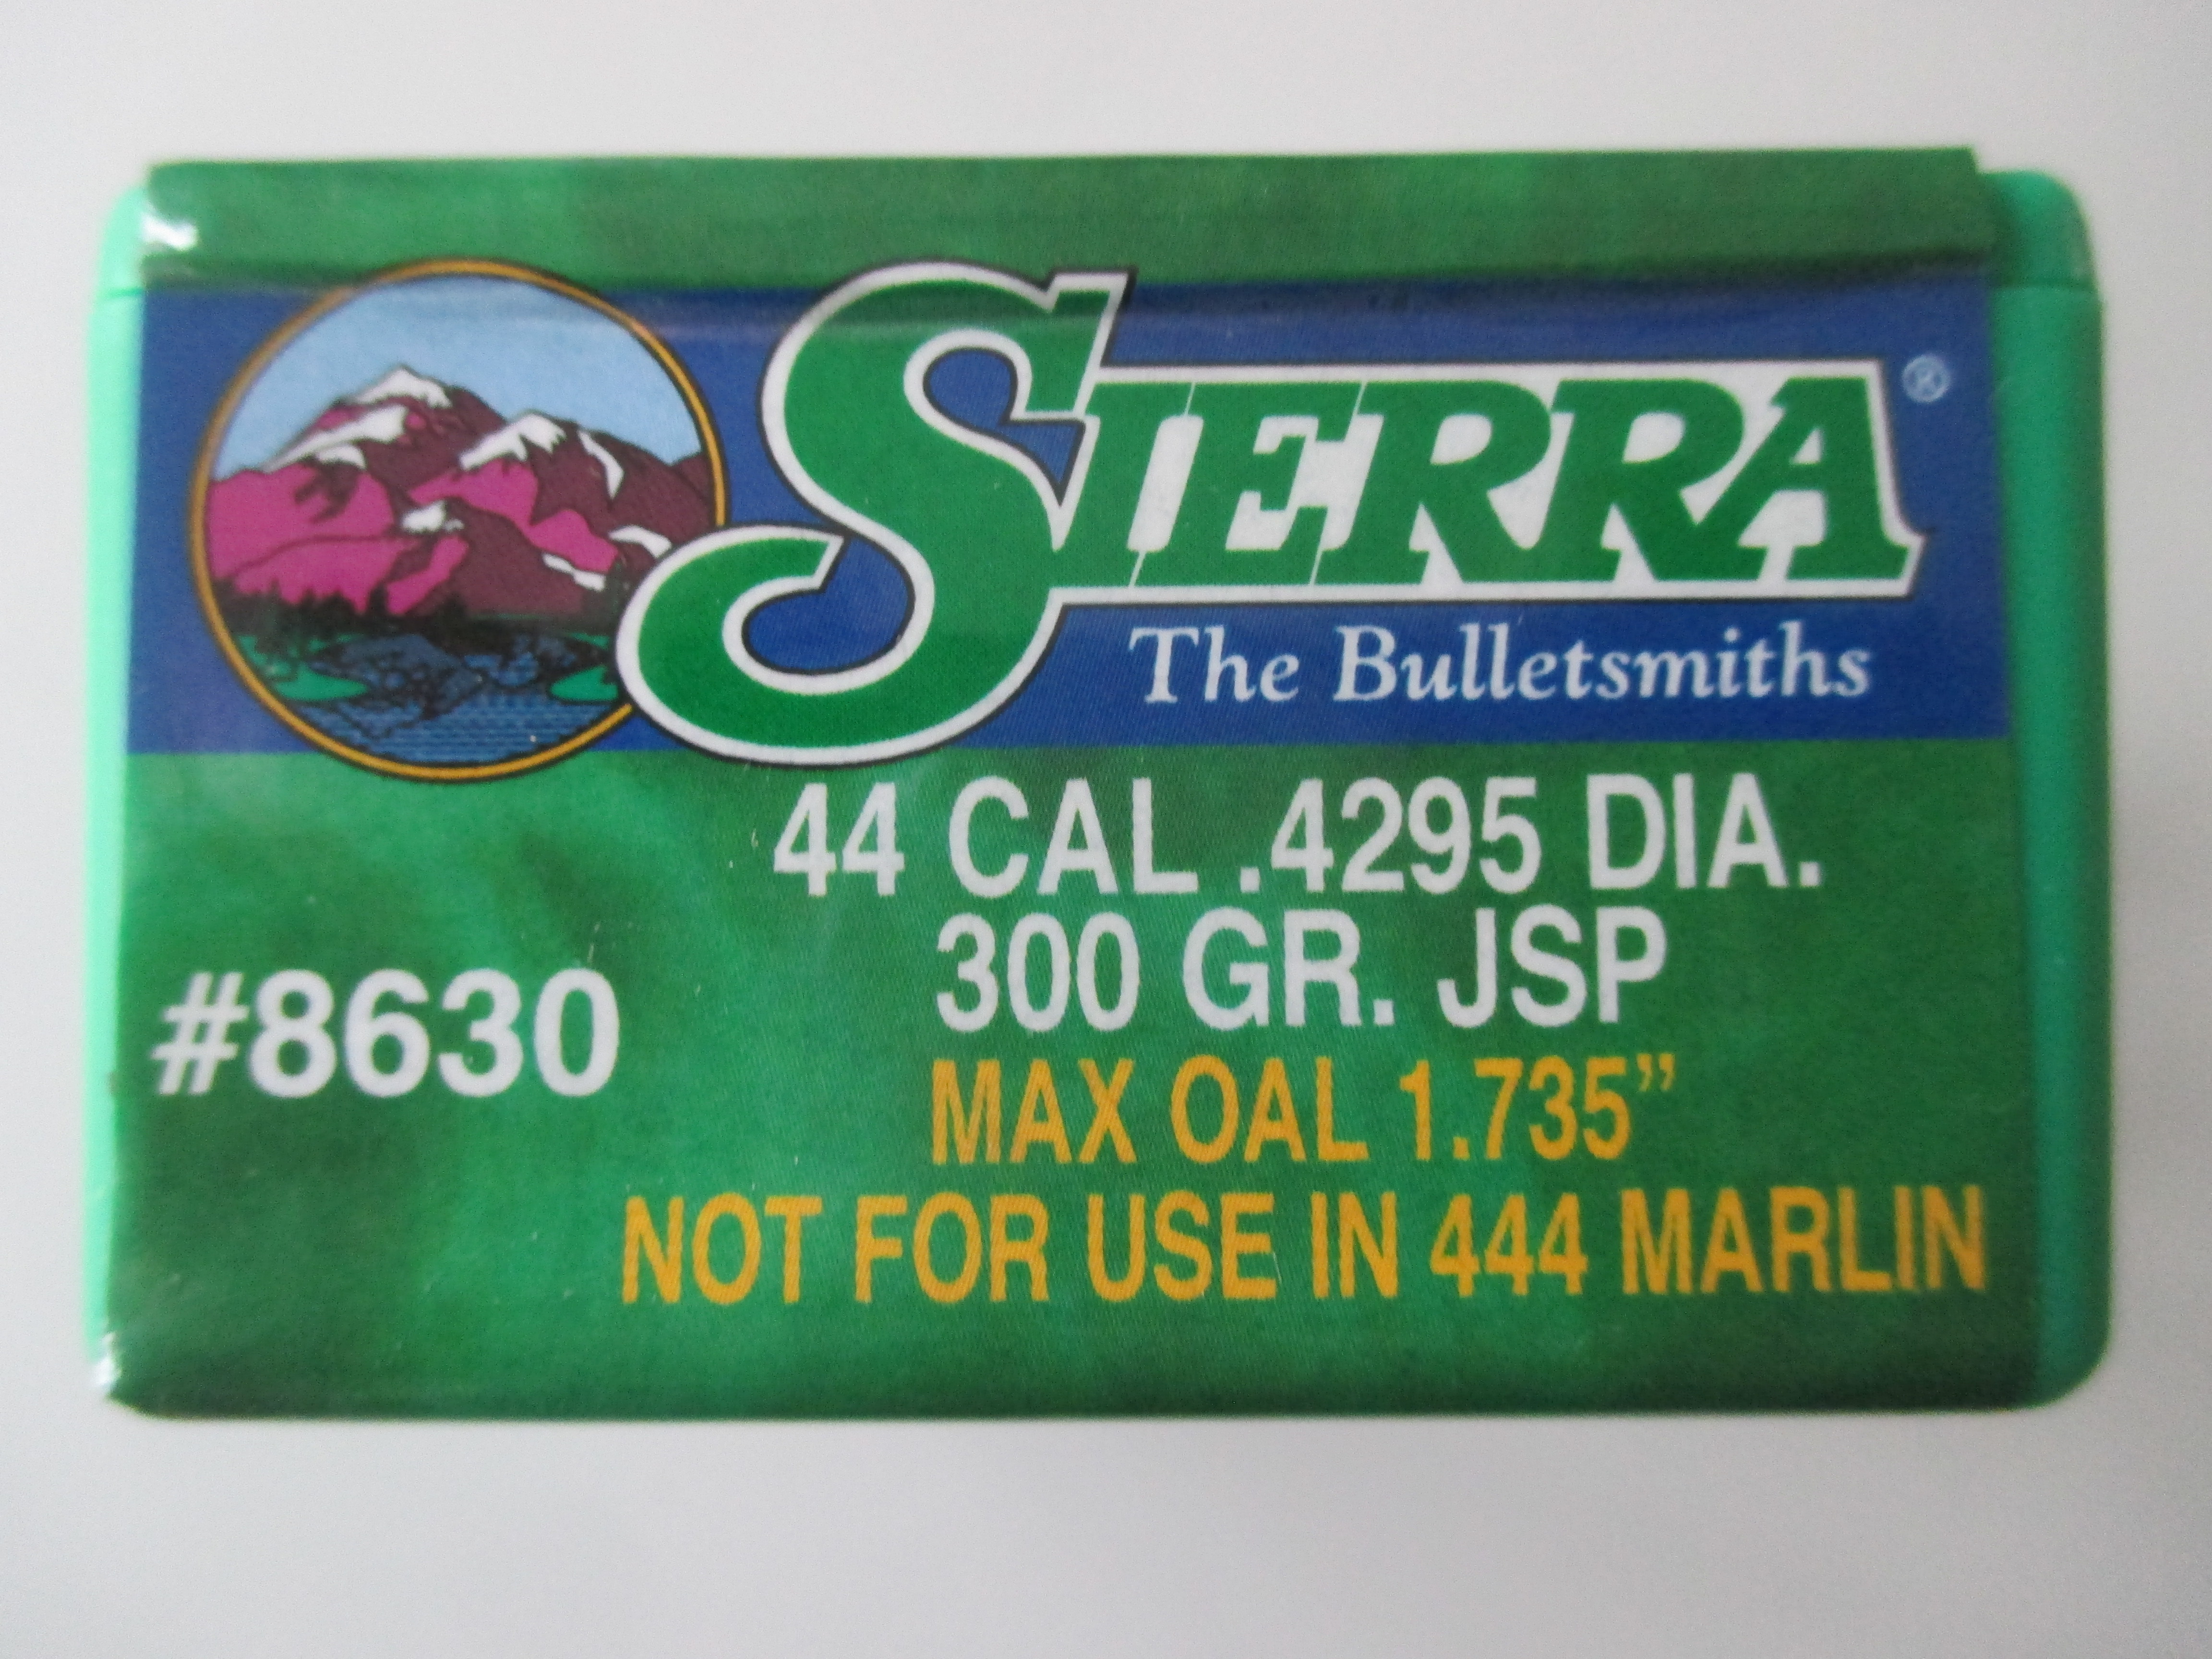 SIERRA®
The Bulletsmiths
44 CAL .4295 DIA.
300 GR. JSP
#8630
MAX OAL 1.735”
NOT FOR USE IN 444 MARLIN